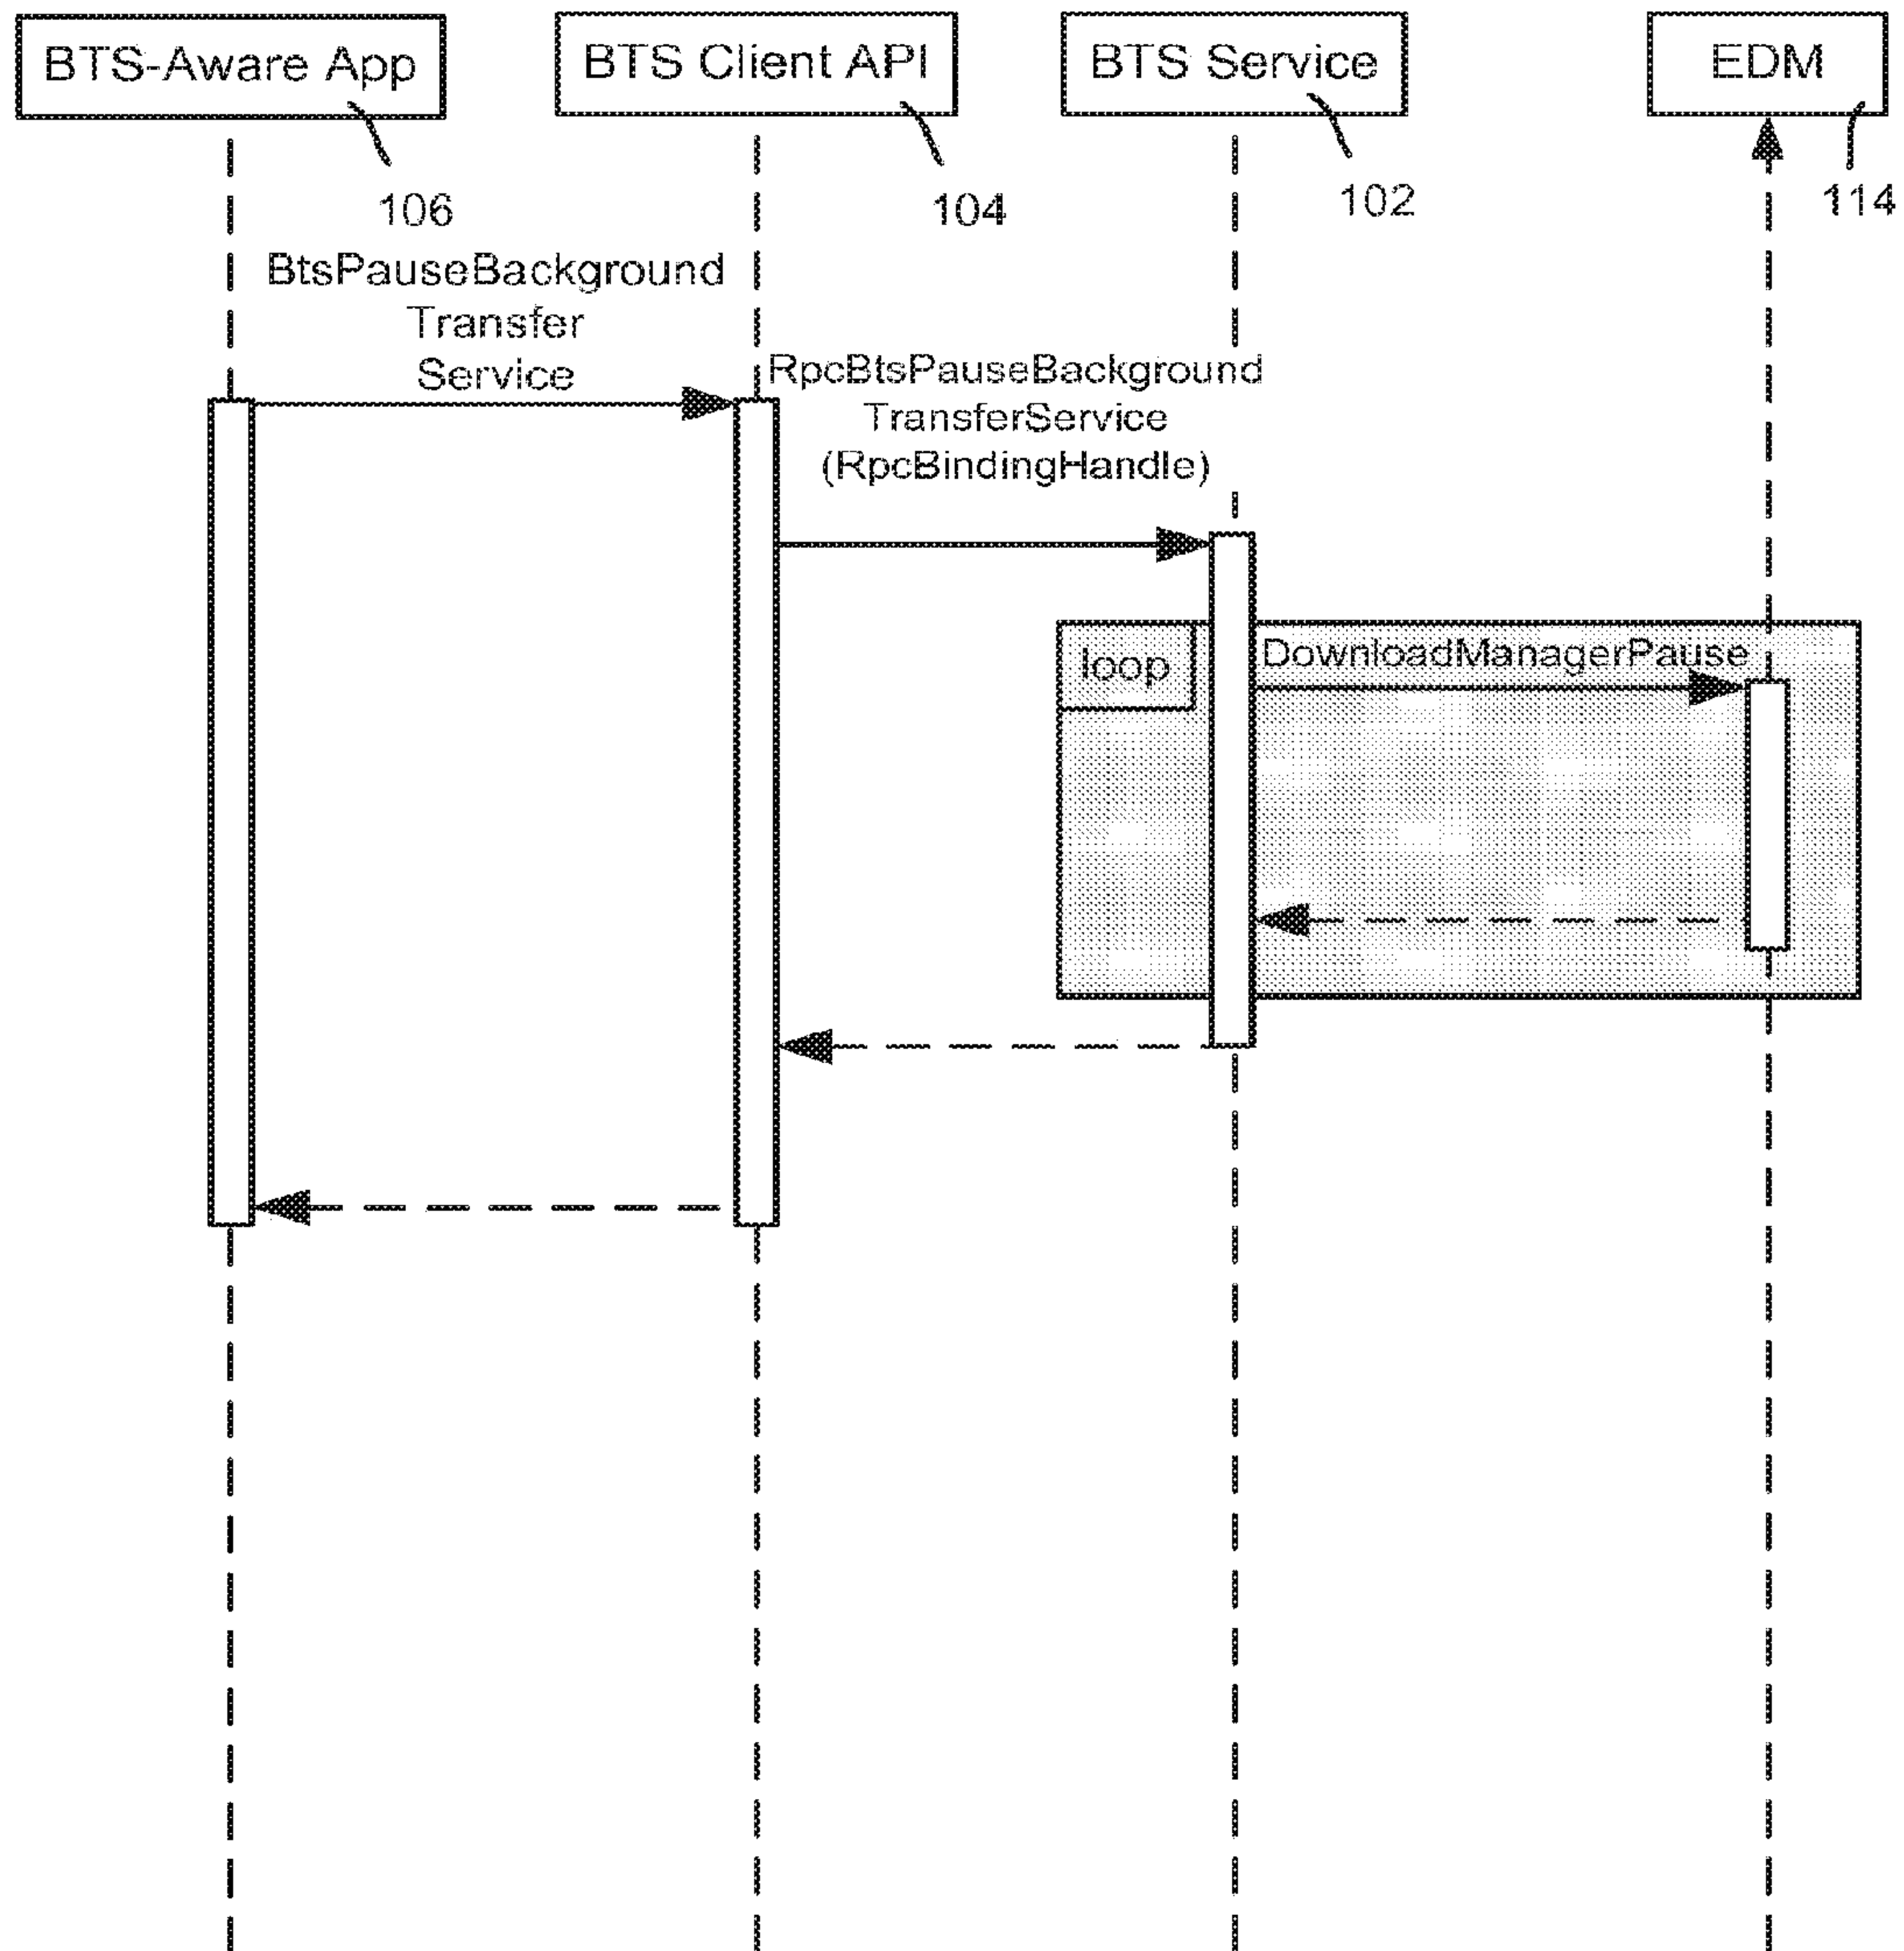 BTS-Aware App
BTS Client API
BTS Service
EDM
106
104
102
114
BtsPauseBackground
Transfer
Service
RpcBtsPauseBackground
TransferService
(RpcBindingHandle)
loop
DownloadManagerPause